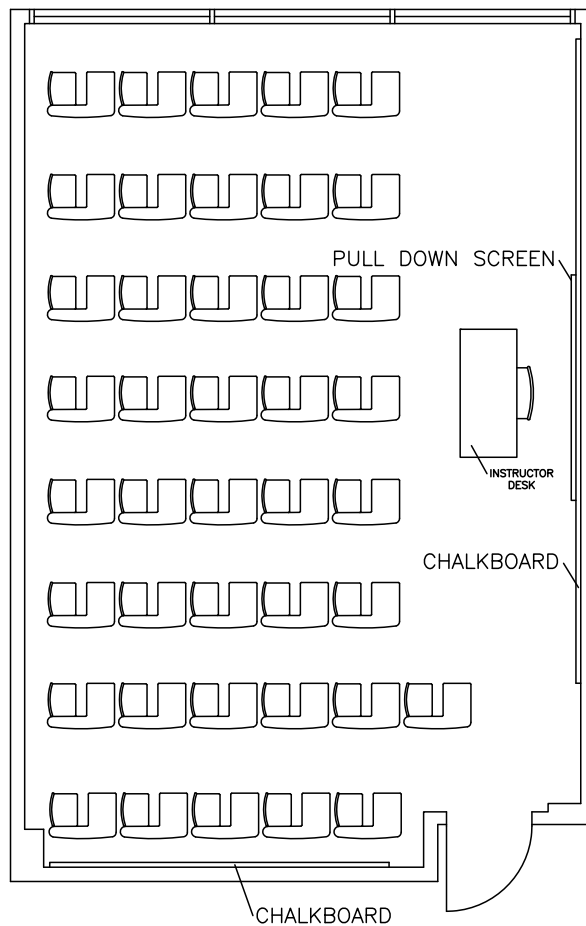 PULL DOWN SCREEN
INSTRUCTOR
DESK
CHALKBOARD
CHALKBOARD